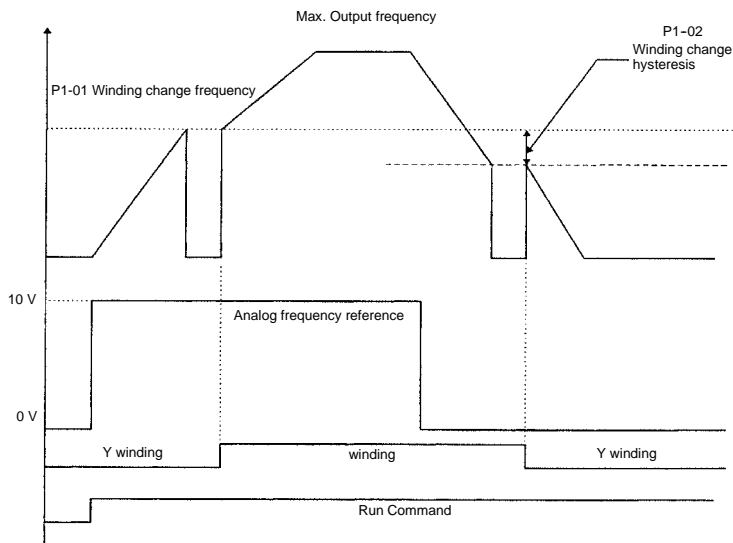 Max. Output frequency
P1-02
Winding change
hysteresis
P1-01 Winding change frequency
10 V
Analog frequency reference
0 V
Y winding
winding
Y winding
Run Command